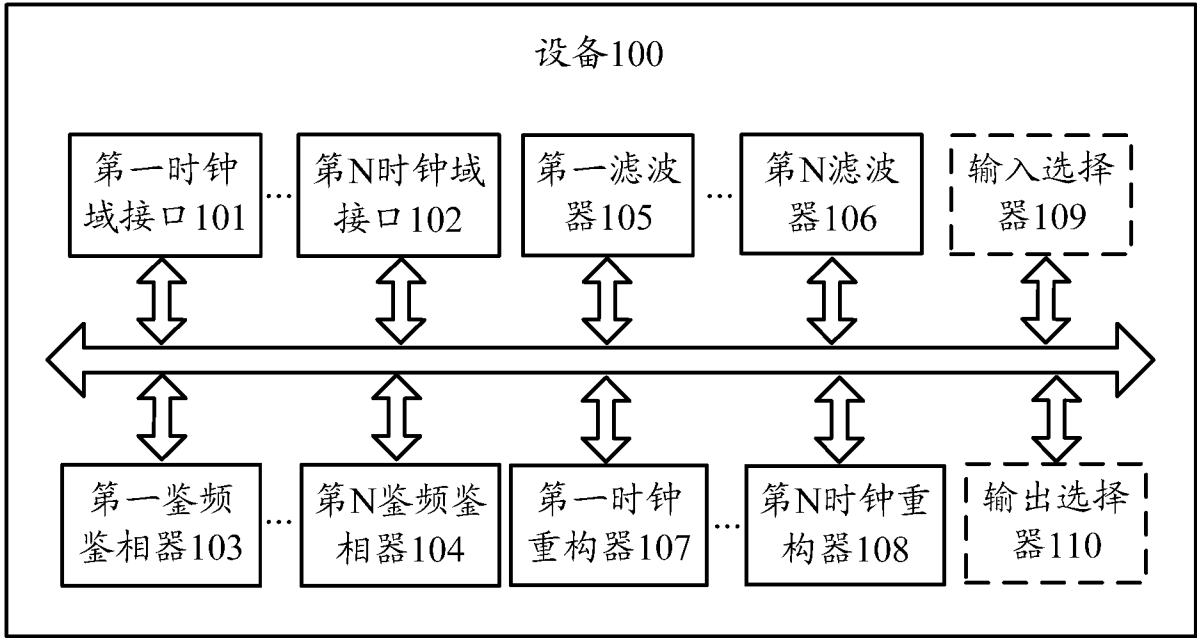 设备100
第一时钟
域接口101
...
第N时钟域
接口102
第一滤波
器105
...
第N滤波
器106
输入选择
器109
第一鉴频
鉴相器103
...
第N鉴频鉴
相器104
第一时钟
重构器107
...
第N时钟重
构器108
输出选择
器110